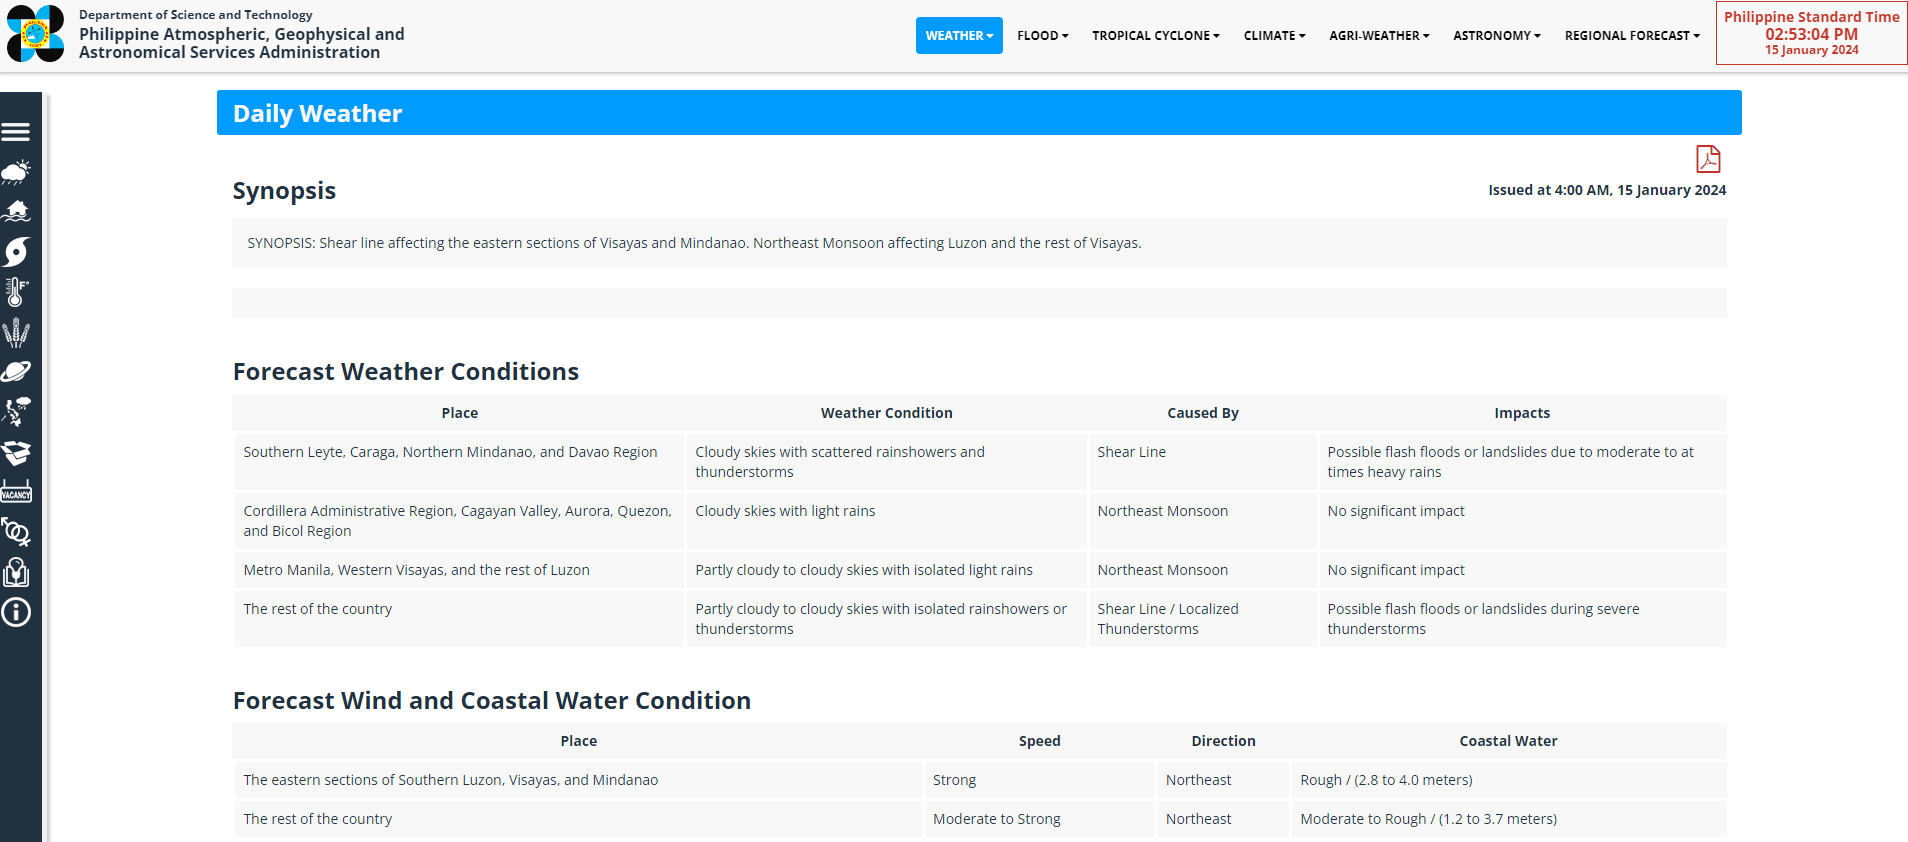 Department of Science and Technology
Philippine Atmospheric, Geophysical and
Astronomical Services Administration
WEATHER
FLOOD
TROPICAL CYCLONE
CLIMATE
AGRI-WEATHER
ASTRONOMY
REGIONAL FORECAST
Philippine Standard Time
02:53:04 PM
15 January 2024
F°
VACANCY
Daily Weather
Synopsis
Issued at 4:00 AM, 15 January 2024
SYNOPSIS: Shear line affecting the eastern sections of Visayas and Mindanao. Northeast Monsoon affecting Luzon and the rest of Visayas.
Forecast Weather Conditions
Place
Weather Condition
Caused By
Impacts
Southern Leyte, Caraga, Northern Mindanao, and Davao Region
Cloudy skies with scattered rainshowers and
thunderstorms
Shear Line
Possible flash floods or landslides due to moderate to at
times heavy rains
Cordillera Administrative Region, Cagayan Valley, Aurora, Quezon,
and Bicol Region
Cloudy skies with light rains
Northeast Monsoon
No significant impact
Metro Manila, Western Visayas, and the rest of Luzon
Partly cloudy to cloudy skies with isolated light rains
Northeast Monsoon
No significant impact
The rest of the country
Partly cloudy to cloudy skies with isolated rainshowers or
thunderstorms
Shear Line / Localized
Thunderstorms
Possible flash floods or landslides during severe
thunderstorms
Forecast Wind and Coastal Water Condition
Place
Speed
Direction
Coastal Water
The eastern sections of Southern Luzon, Visayas, and Mindanao
Strong
Northeast
Rough / (2.8 to 4.0 meters)
The rest of the country
Moderate to Strong
Northeast
Moderate to Rough / (1.2 to 3.7 meters)